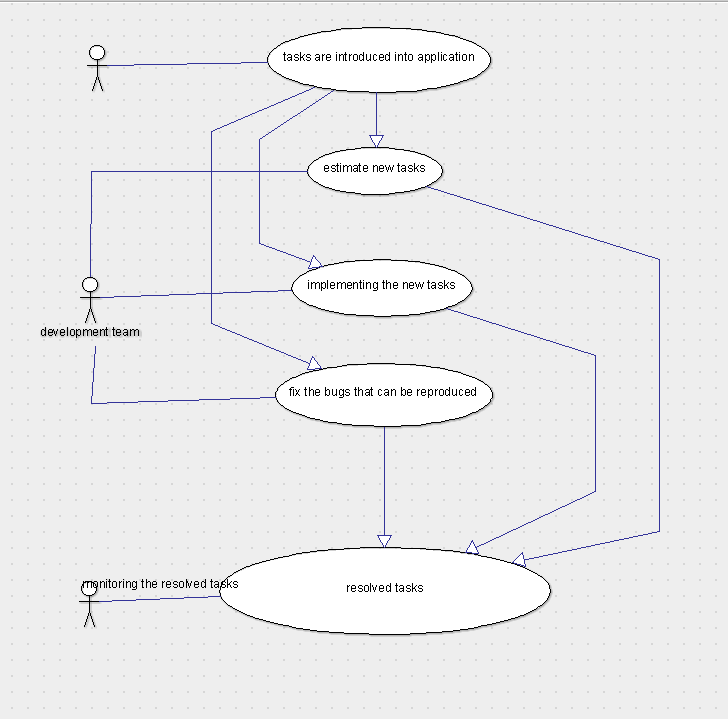 tasks are introduced into application
estimate new tasks
implementing the new tasks
development team
fix the bugs that can be reproduced
monitoring the resolved tasks
resolved tasks